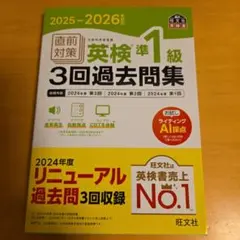 2025-2026年対応
直前対策
英検準1級
3回過去問集
2024年度 第3回 2024年度 第2回 2024年度 第1回
ライティング
AI採点
2024年度
リニューアル
過去問3回収録
旺文社は
英検書売上
No.1
旺文社